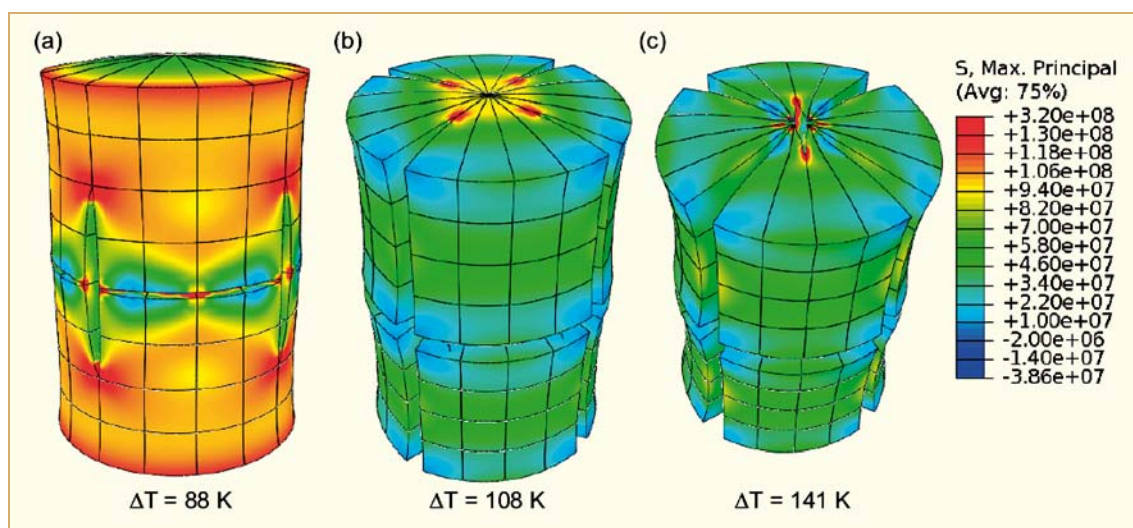 (a)
(b)
(c)
S, Max. Principal
(Avg: 75%)
+3.20e+08
+1.30e+08
+1.18e+08
+1.06e+08
+9.40e+07
+8.20e+07
+7.00e+07
+5.80e+07
+4.60e+07
+3.40e+07
+2.20e+07
+1.00e+07
-2.00e+06
-1.40e+07
-3.86e+07
ΔT = 88 K
ΔT = 108 K
ΔT = 141 K